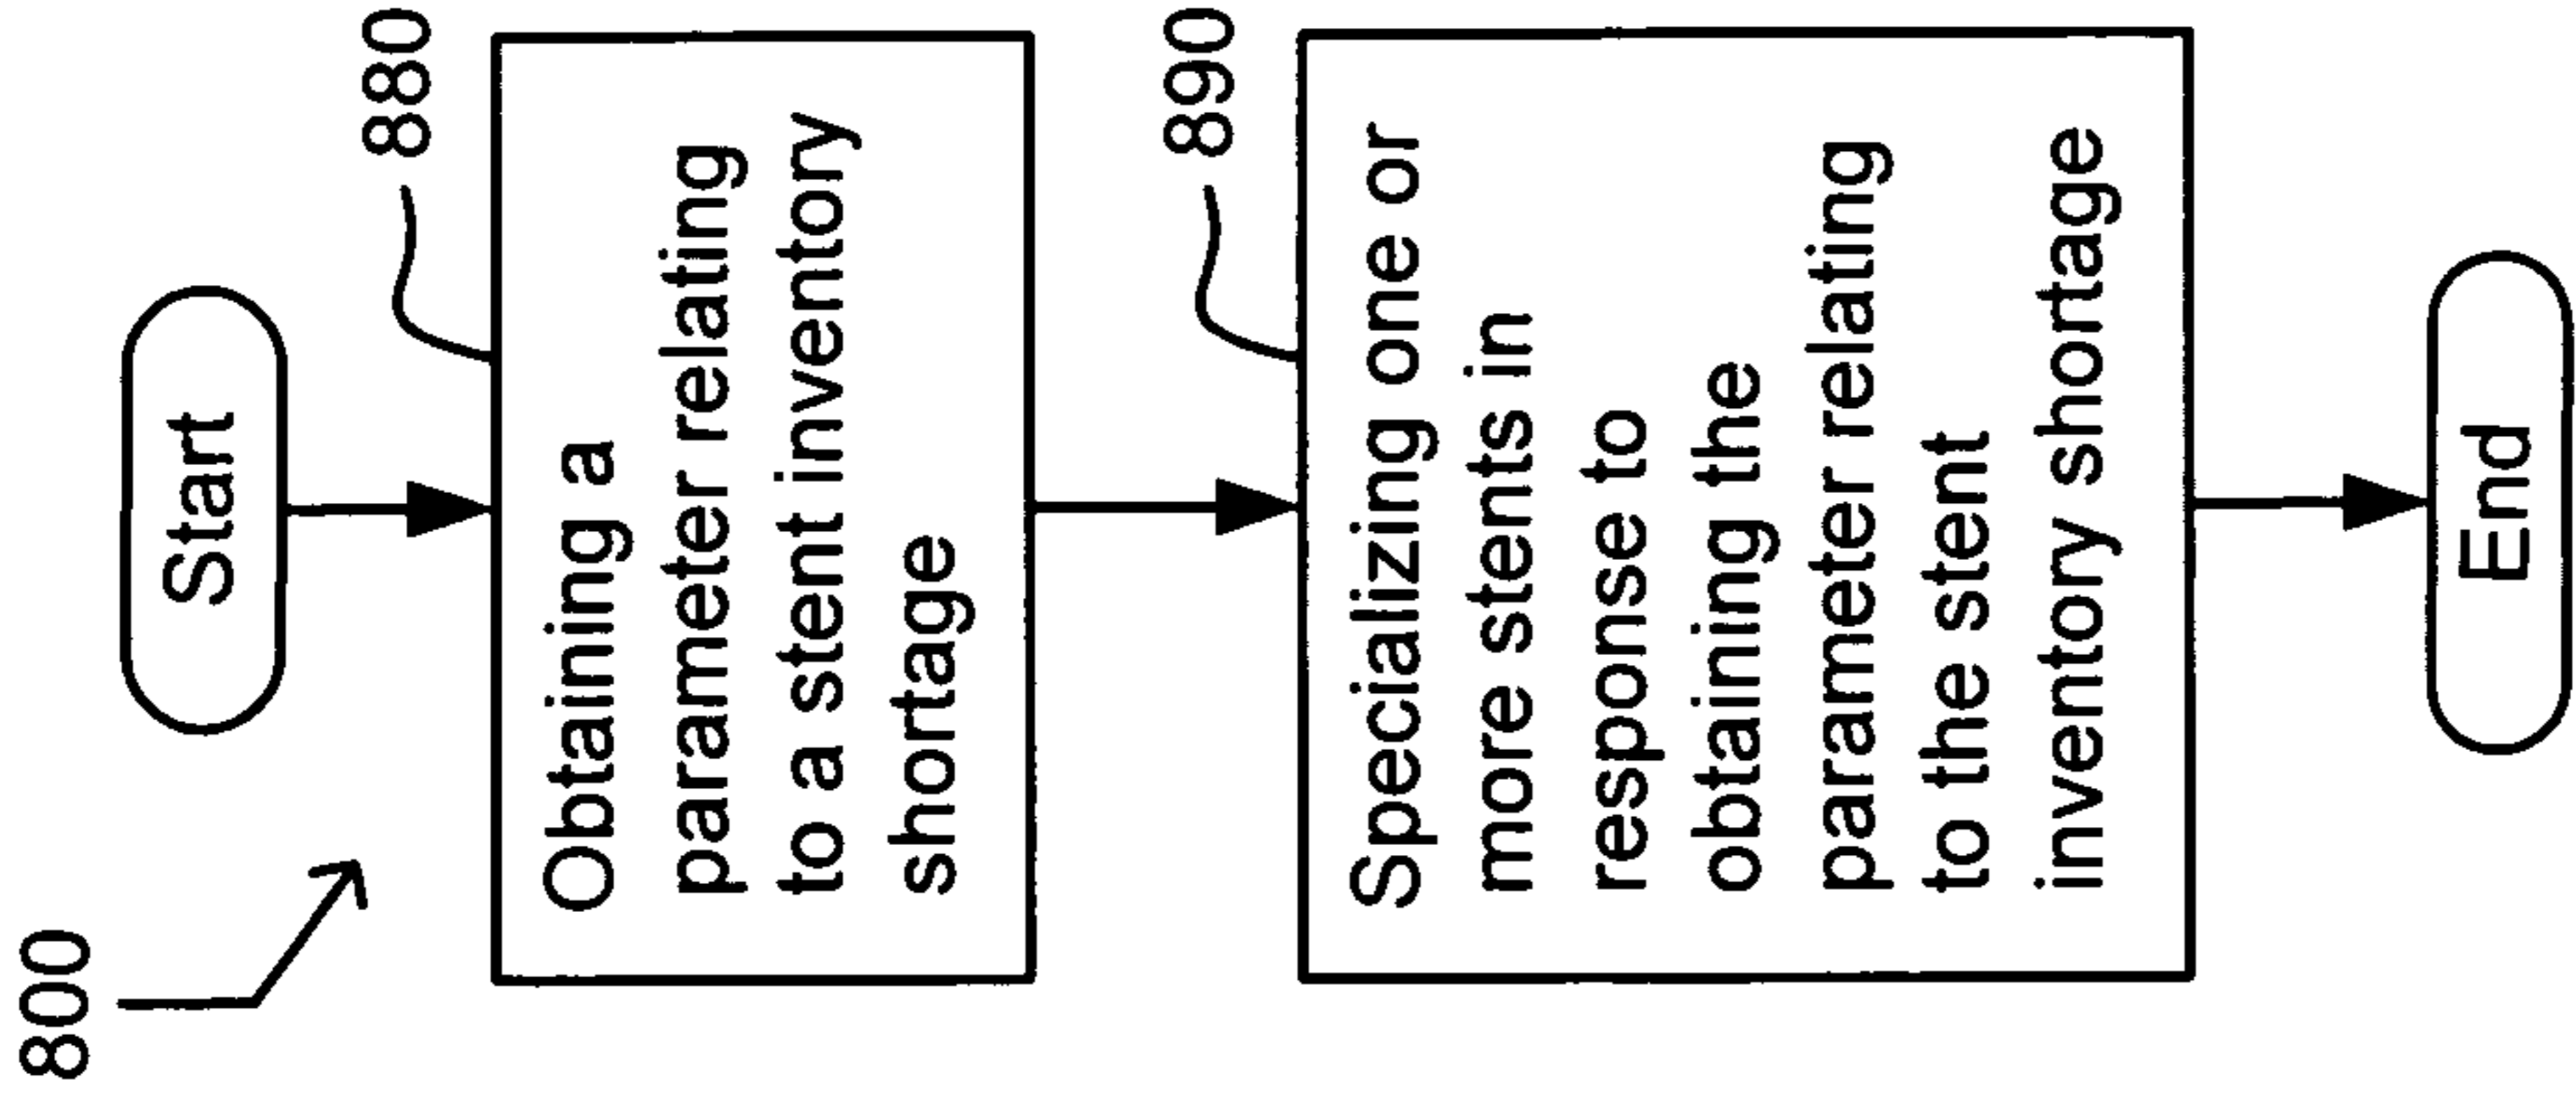 800
Start
880
Obtaining a
parameter relating
to a stent inventory
shortage
890
Specializing one or
more stents in
response to
obtaining the
parameter relating
to the stent
inventory shortage
End